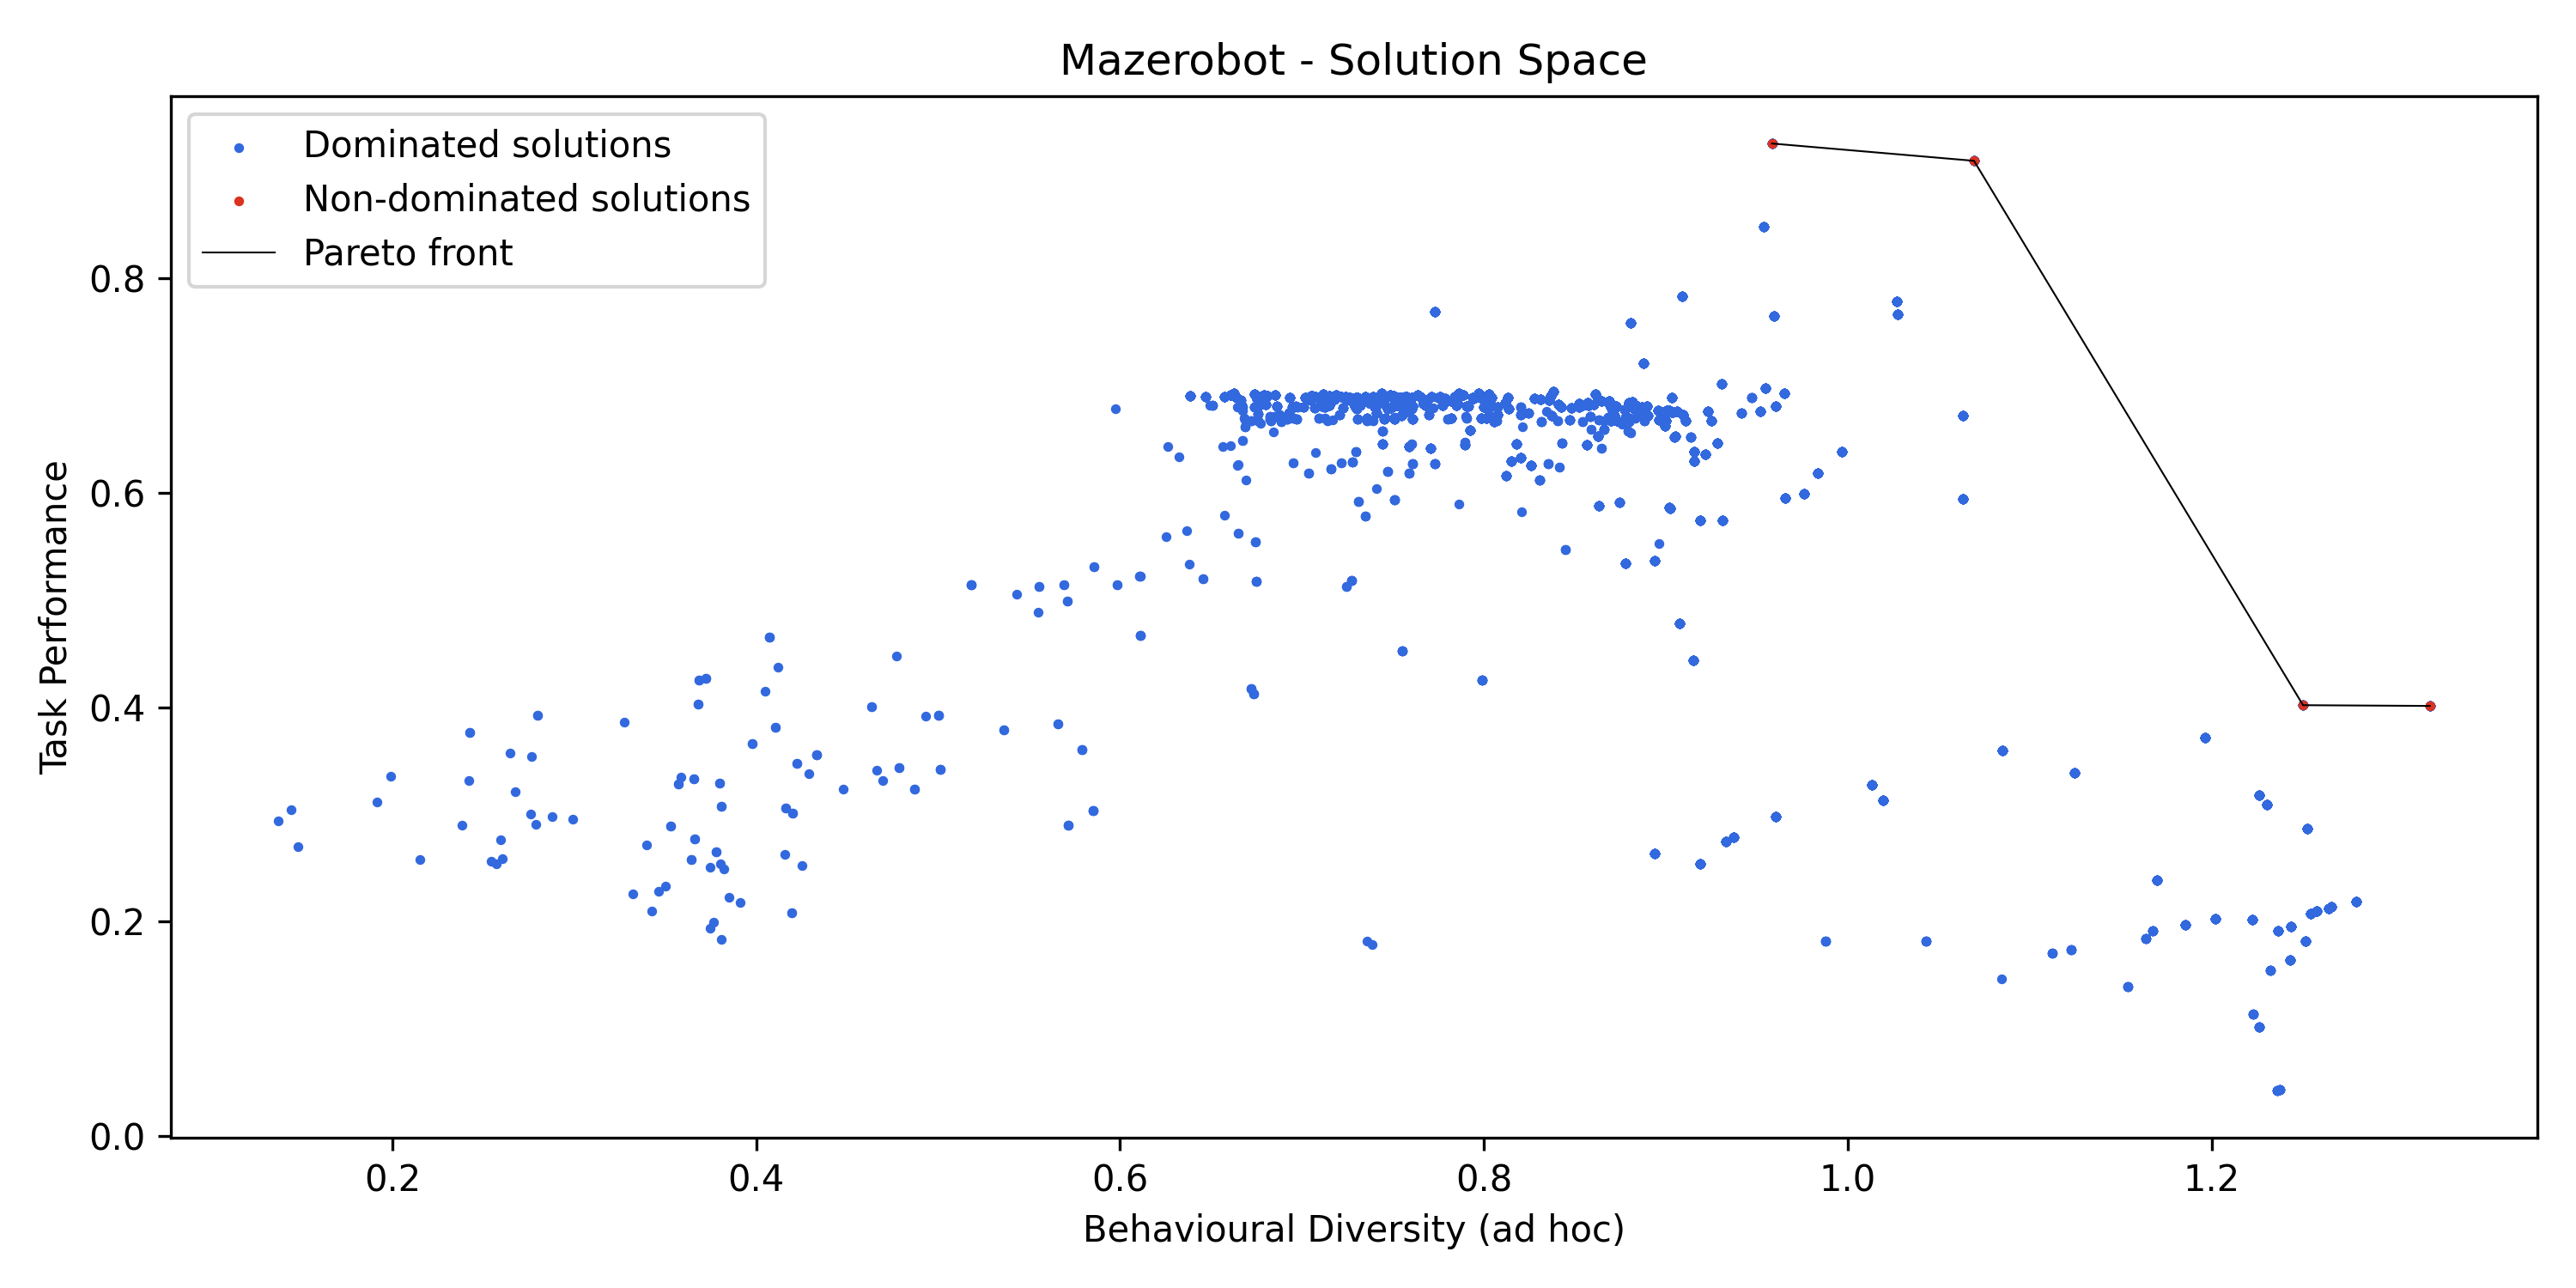 Mazerobot - Solution Space
Dominated solutions
Non-dominated solutions
Pareto front
Task Performance
0.8
0.6
0.4
0.2
0.0
0.2
0.4
0.6
0.8
1.0
1.2
Behavioural Diversity (ad hoc)